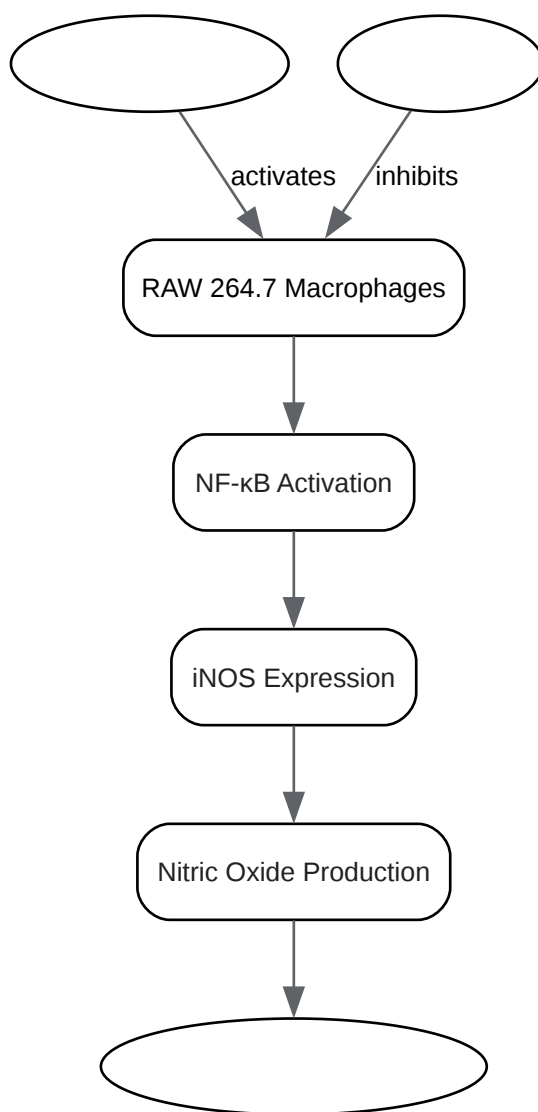 activates
inhibits
RAW 264.7 Macrophages
NF-κB Activation
iNOS Expression
Nitric Oxide Production